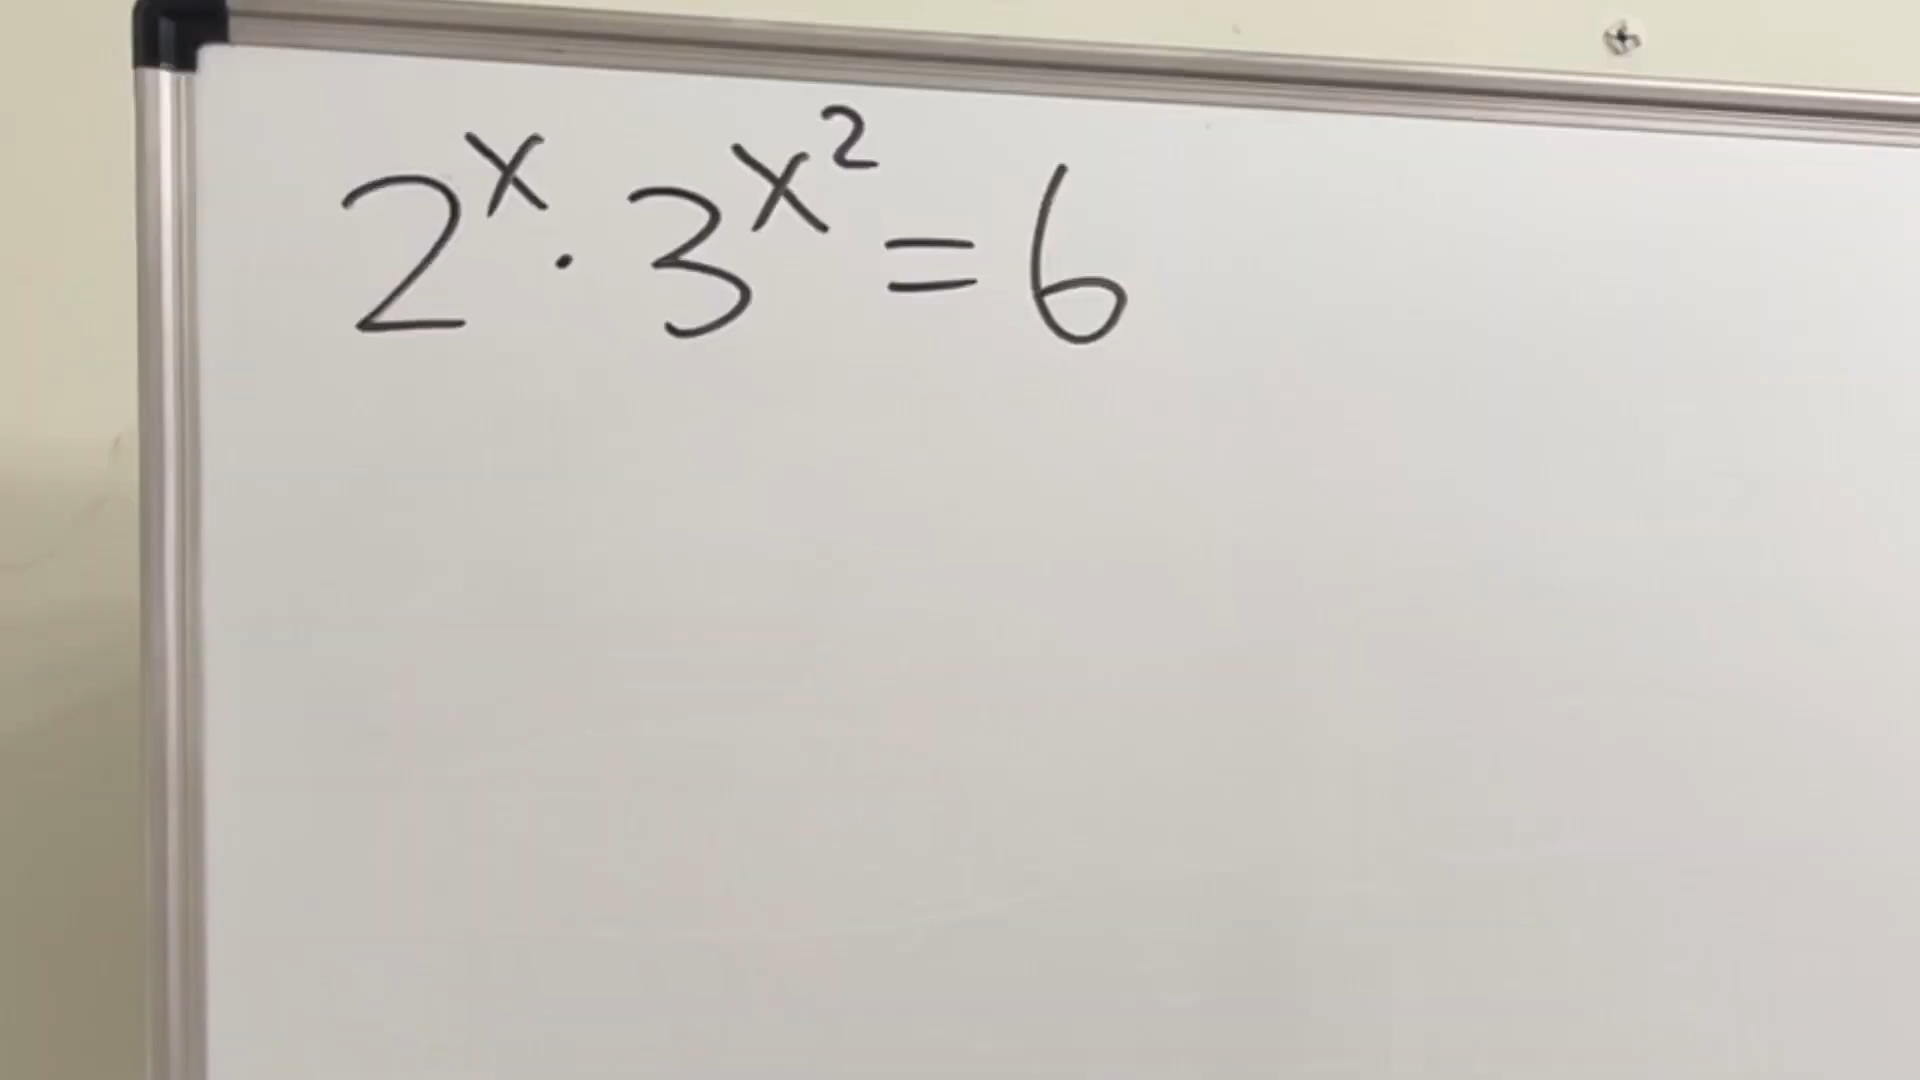 2^x · 3^x^2 = 6